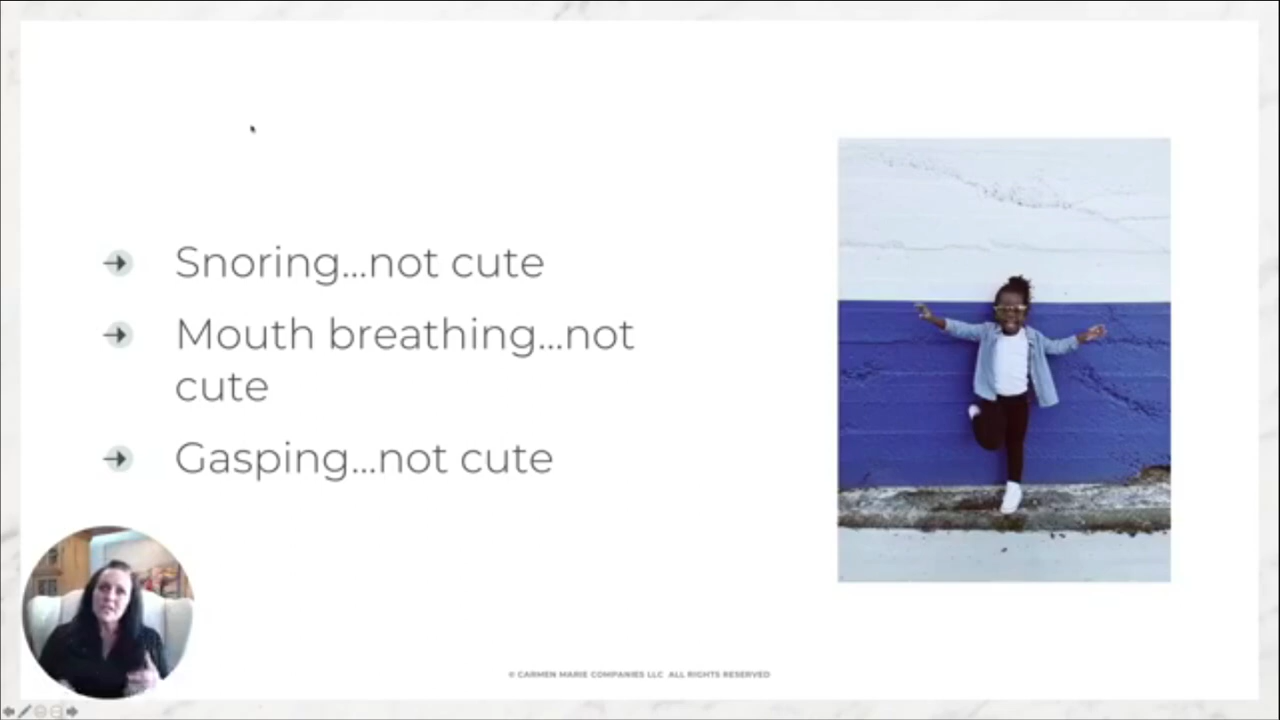 Snoring...not cute
Mouth breathing...not
cute
Gasping...not cute
© CARMEN MARIE COMPANIES LLC ALL RIGHTS RESERVED